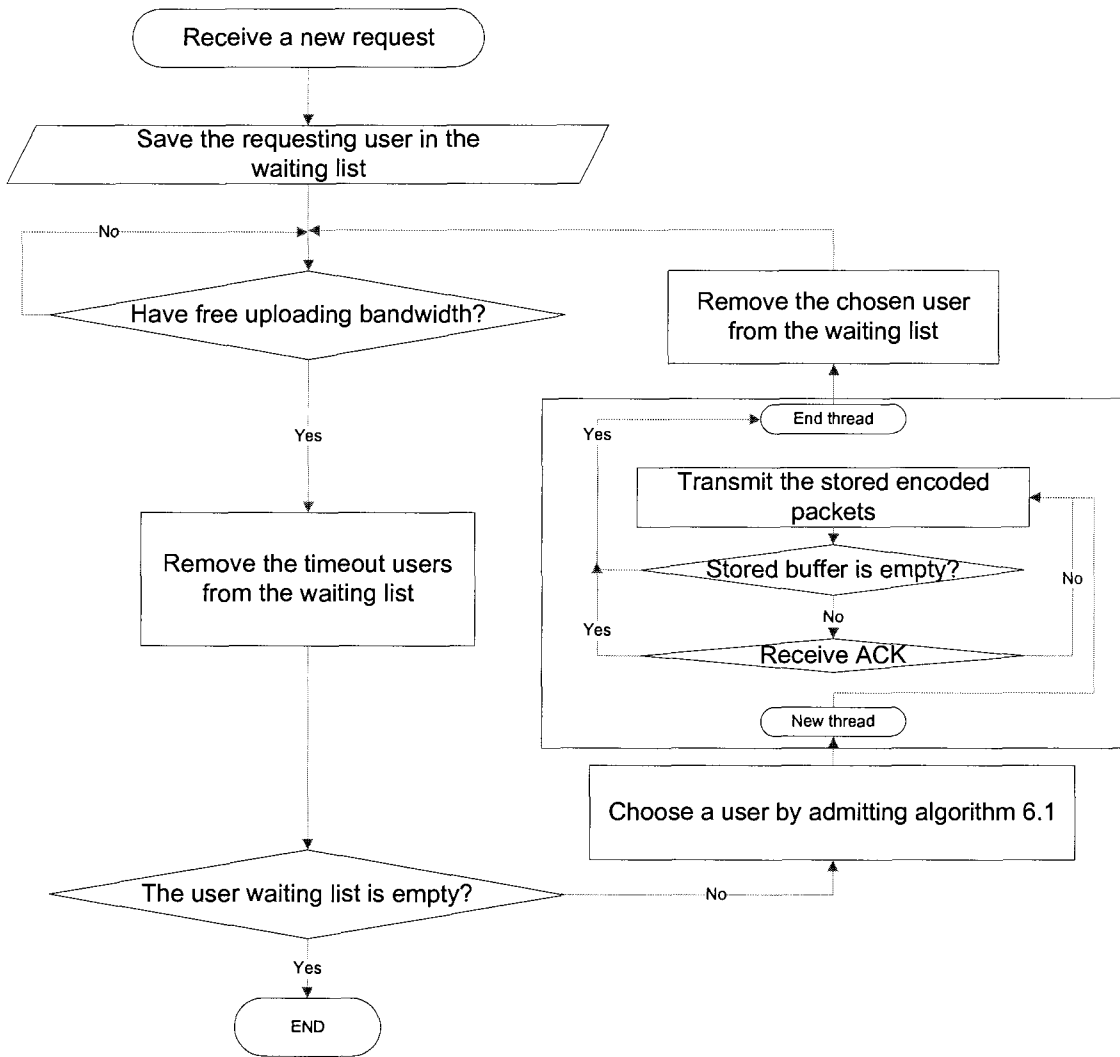 Receive a new request
Save the requesting user in the
waiting list
No
Have free uploading bandwidth?
Yes
Remove the timeout users
from the waiting list
The user waiting list is empty?
Yes
END
No
Choose a user by admitting algorithm 6.1
New thread
Transmit the stored encoded
packets
Stored buffer is empty?
No
Yes
Receive ACK
No
Yes
End thread
Remove the chosen user
from the waiting list